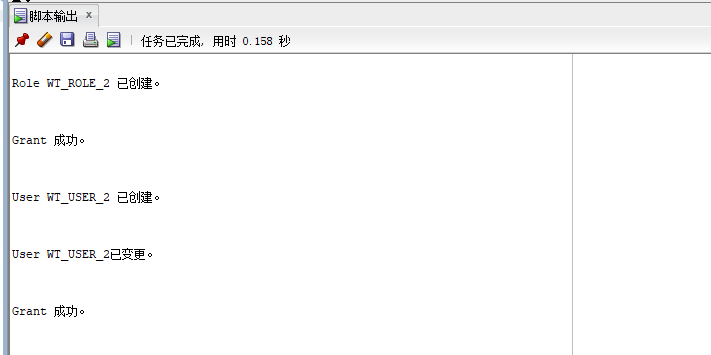 脚本输出 x
任务已完成, 用时 0.158 秒
Role WT_ROLE_2 已创建。
Grant 成功。
User WT_USER_2 已创建。
User WT_USER_2已变更。
Grant 成功。